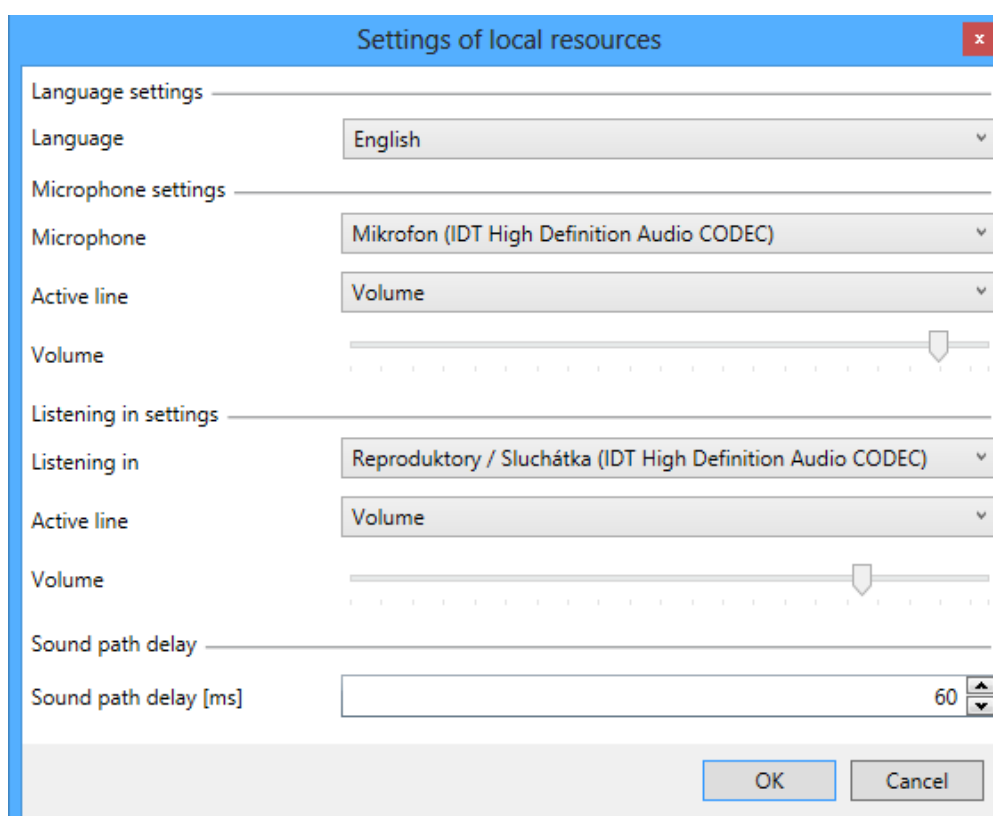 Settings of local resources
x
Language settings
Language
English
Microphone settings
Microphone
Mikrofon (IDT High Definition Audio CODEC)
Active line
Volume
Volume
Listening in settings
Listening in
Reproduktory / Sluchátka (IDT High Definition Audio CODEC)
Active line
Volume
Volume
Sound path delay
Sound path delay [ms]
60
OK
Cancel